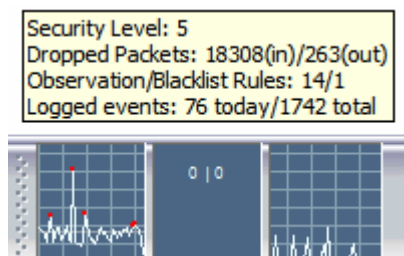 Security Level: 5
Dropped Packets: 18308(in)/263(out)
Observation/Blacklist Rules: 14/1
Logged events: 76 today/1742 total
0 | 0